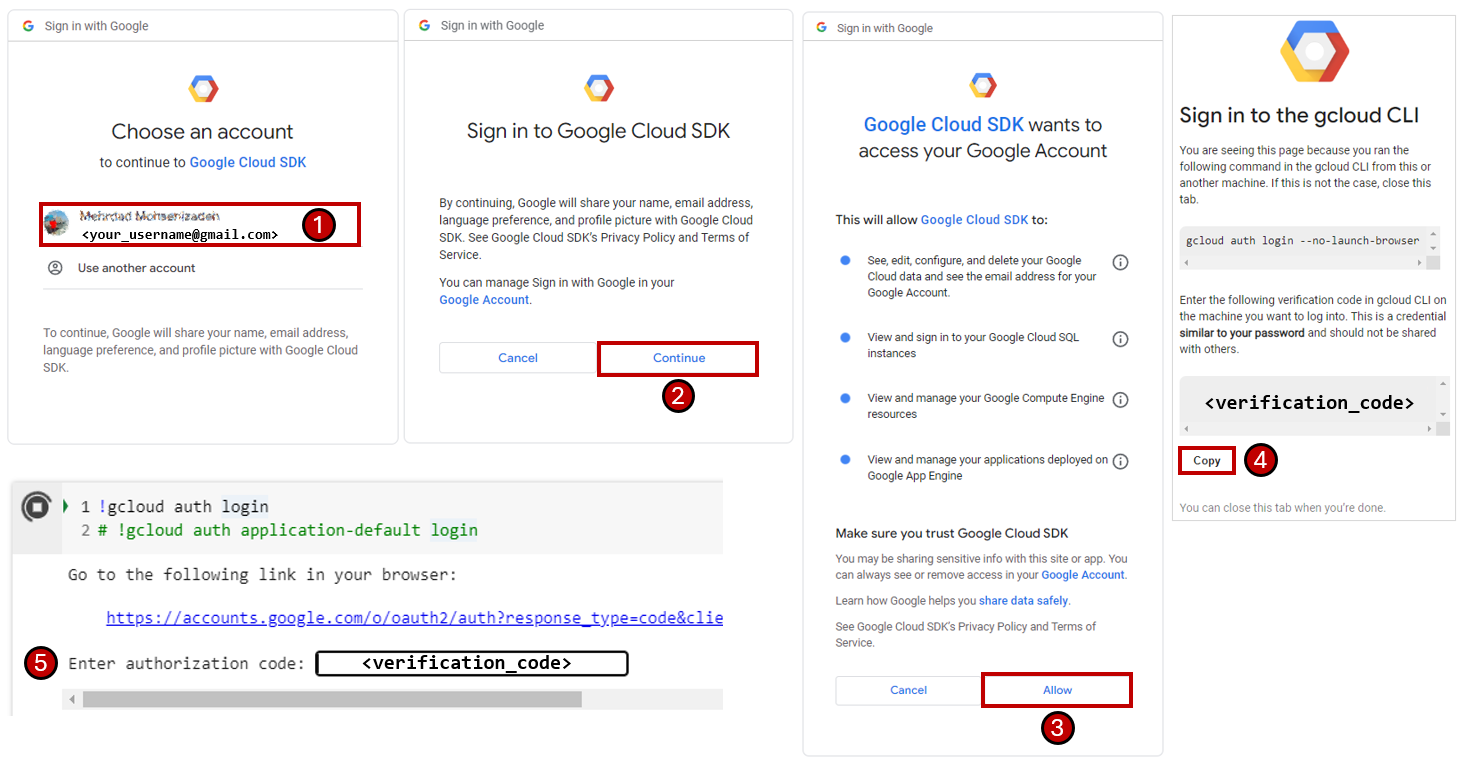 Sign in with Google
Choose an account
to continue to Google Cloud SDK
Mehrdad Mohsenizadeh
<your_username@gmail.com>
1
Use another account
To continue, Google will share your name, email address,
language preference, and profile picture with Google Cloud
SDK.
Sign in with Google
Sign in to Google Cloud SDK
By continuing, Google will share your name, email address,
language preference, and profile picture with Google Cloud
SDK. See Google Cloud SDK's Privacy Policy and Terms of
Service.
You can manage Sign in with Google in your
Google Account.
Cancel
Continue
2
Sign in with Google
Google Cloud SDK wants to
access your Google Account
This will allow Google Cloud SDK to:
See, edit, configure, and delete your Google
Cloud data and see the email address for your
Google Account.
View and sign in to your Google Cloud SQL
instances
View and manage your Google Compute Engine
resources
View and manage your applications deployed on
Google App Engine
Make sure you trust Google Cloud SDK
You may be sharing sensitive info with this site or app. You
can always see or remove access in your Google Account.
Learn how Google helps you share data safely.
See Google Cloud SDK's Privacy Policy and Terms of
Service.
Cancel
Allow
3
Sign in to the gcloud CLI
You are seeing this page because you ran the
following command in the gcloud CLI from this or
another machine. If this is not the case, close this
tab.
gcloud auth login --no-launch-browser
Enter the following verification code in gcloud CLI on
the machine you want to log into. This is a credential
similar to your password and should not be shared
with others.
<verification_code>
Copy
4
You can close this tab when you're done.
1 !gcloud auth login
2 # !gcloud auth application-default login
Go to the following link in your browser:
https://accounts.google.com/o/oauth2/auth?response_type=code&clie
5
Enter authorization code: <verification_code>